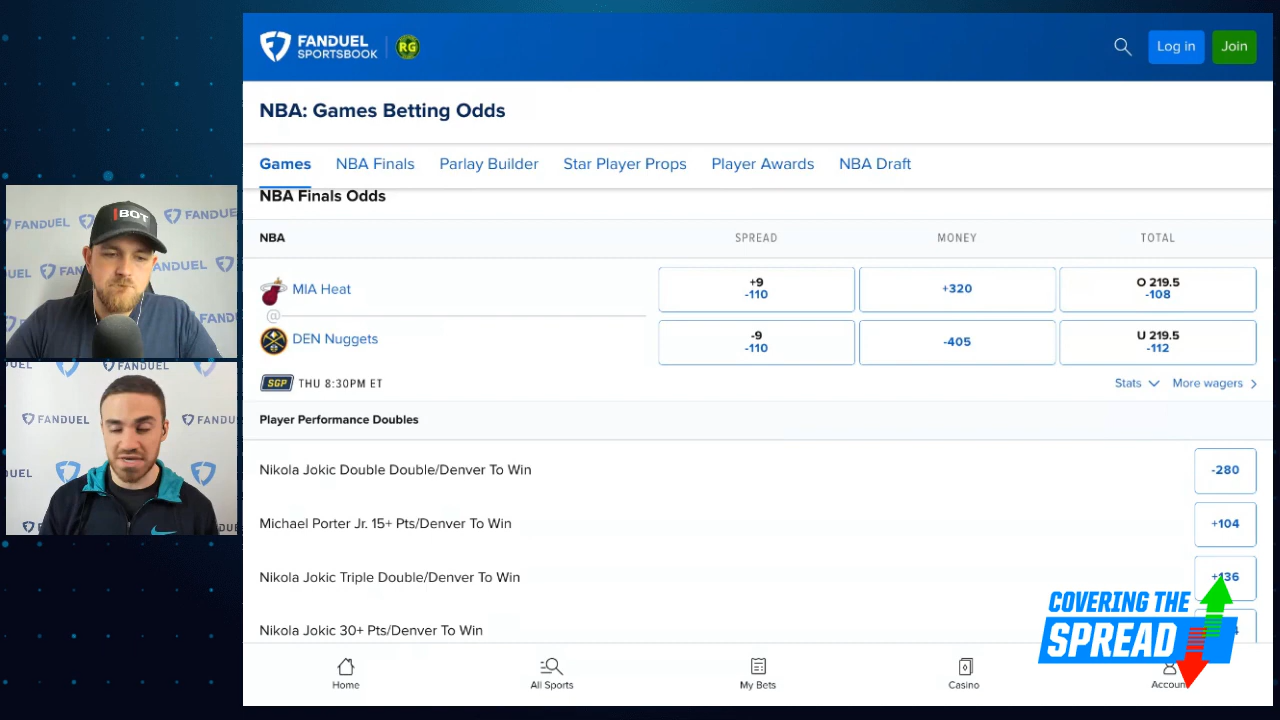 FANDUEL
SPORTSBOOK
RG
Log in
Join
NBA: Games Betting Odds
Games
NBA Finals
Parlay Builder
Star Player Props
Player Awards
NBA Draft
NBA Finals Odds
NBA
SPREAD
MONEY
TOTAL
MIA Heat
+9
-110
+320
O 219.5
-108
@
DEN Nuggets
-9
-110
-405
U 219.5
-112
SGP THU 8:30PM ET
Stats
More wagers
Player Performance Doubles
Nikola Jokic Double Double/Denver To Win
-280
Michael Porter Jr. 15+ Pts/Denver To Win
+104
Nikola Jokic Triple Double/Denver To Win
+136
Nikola Jokic 30+ Pts/Denver To Win
COVERING THE
SPREAD
Home
All Sports
My Bets
Casino
Account
BOT
FANDUEL
FANDUEL
FANDUEL
FANDUEL
FANDUEL
FANDUEL